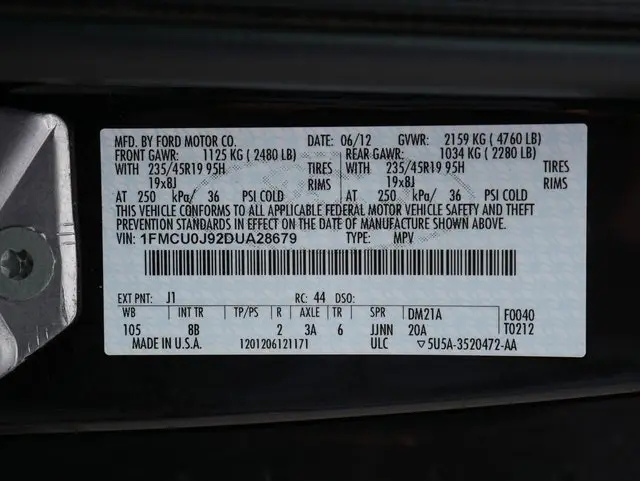 MFD. BY FORD MOTOR CO. DATE: 06/12 GVWR: 2159 KG ( 4760 LB)
FRONT GAWR: 1125 KG ( 2480 LB) REAR GAWR: 1034 KG ( 2280 LB)
WITH 235/45R19 95H TIRES WITH 235/45R19 95H TIRES
19x8J RIMS 19x8J RIMS
AT 250 kPa/ 36 PSI COLD AT 250 kPa/ 36 PSI COLD
THIS VEHICLE CONFORMS TO ALL APPLICABLE FEDERAL MOTOR VEHICLE SAFETY AND THEFT
PREVENTION STANDARDS IN EFFECT ON THE DATE OF MANUFACTURE SHOWN ABOVE.
VIN: 1FMCU0J92DUA28679 TYPE: MPV
EXT PNT: J1 RC: 44 DSO:
WB INT TR TP/PS R AXLE TR SPR DM21A F0040
105 8B 2 3A 6 JJNN 20A T0212
MADE IN U.S.A. 1201206121171 ULC ▽5U5A-3520472-AA